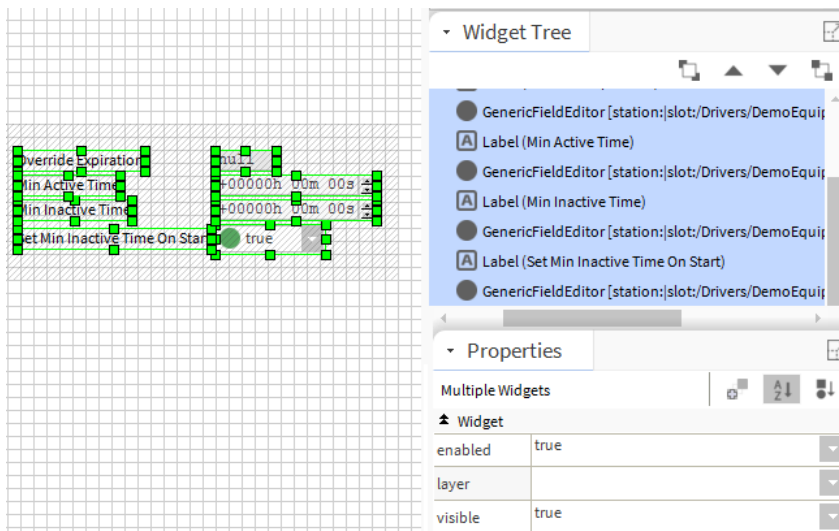 Override Expiration
null
Min Active Time
+00000h 00m 00s
Min Inactive Time
+00000h 00m 00s
Set Min Inactive Time On Star
true
Widget Tree
GenericFieldEditor [station:|slot:/Drivers/DemoEquip
A Label (Min Active Time)
GenericFieldEditor [station:|slot:/Drivers/DemoEquip
A Label (Min Inactive Time)
GenericFieldEditor [station:|slot:/Drivers/DemoEquip
A Label (Set Min Inactive Time On Start)
GenericFieldEditor [station:|slot:/Drivers/DemoEquip
Properties
Multiple Widgets
A
Z
Widget
enabled true
layer
visible true